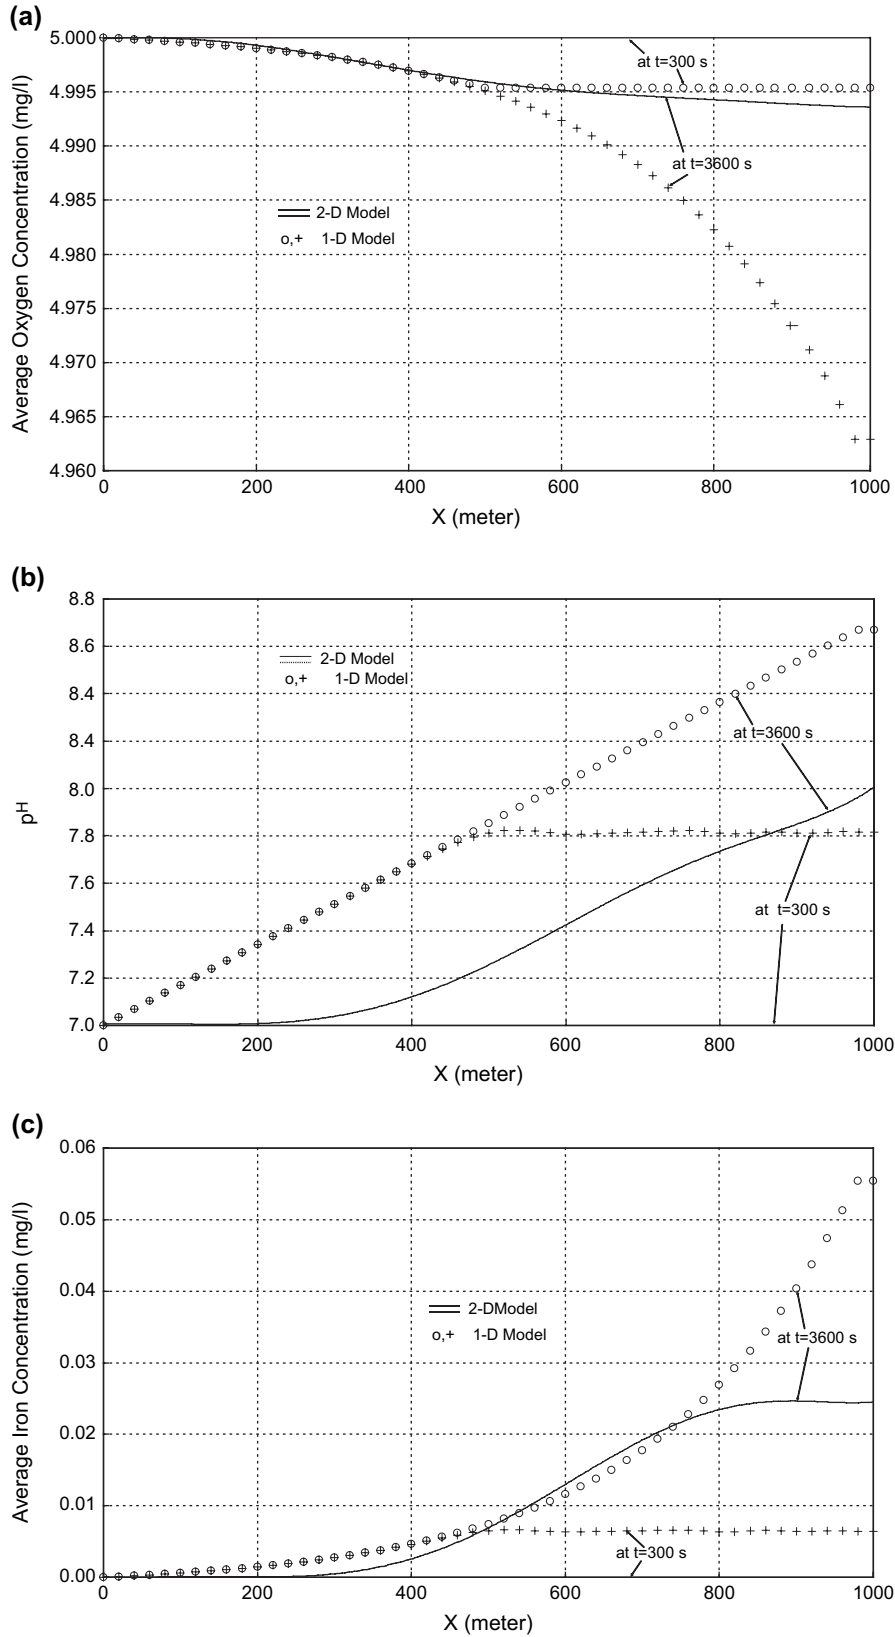 (a)
5.000
4.995
4.990
4.985
4.980
4.975
4.970
4.965
4.960
Average Oxygen Concentration (mg/l)
at t=300 s
at t=3600 s
2-D Model
o,+ 1-D Model
0 200 400 600 800 1000
X (meter)
(b)
8.8
8.6
8.4
8.4
8.0
7.8
7.6
7.4
7.2
7.0
pH
2-D Model
o,+ 1-D Model
at t=3600 s
at t=300 s
0 200 400 600 800 1000
X (meter)
(c)
0.06
0.05
0.04
0.03
0.02
0.01
0.00
Average Iron Concentration (mg/l)
2-DModel
o,+ 1-D Model
at t=3600 s
at t=300 s
0 200 400 600 800 1000
X (meter)